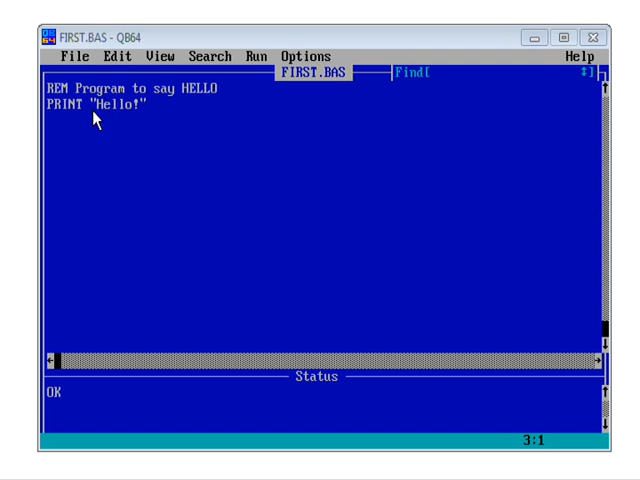 FIRST.BAS - QB64
File Edit View Search Run Options Help
FIRST.BAS Find[ ↕]
REM Program to say HELLO
PRINT "Hello!"
Status
OK
3:1